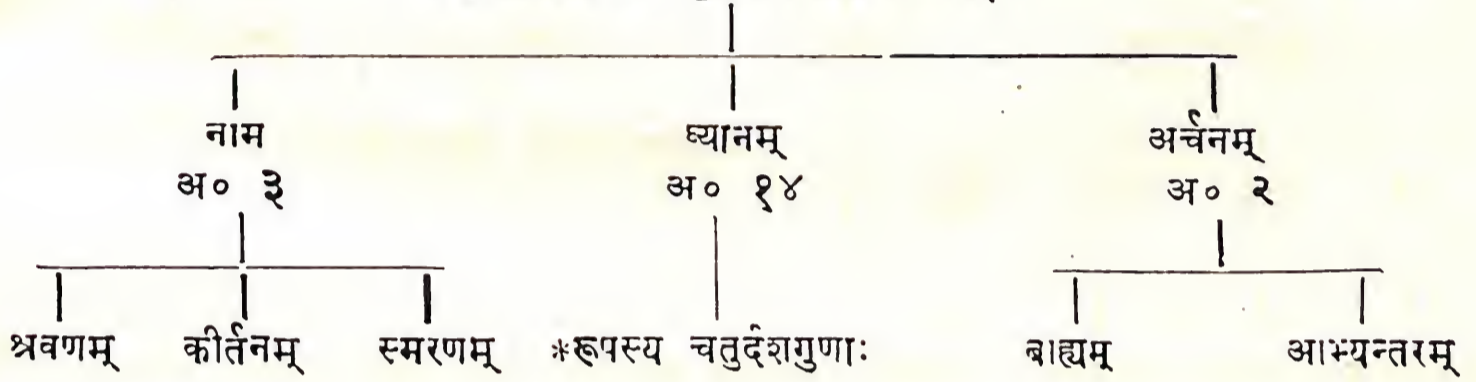 नाम ध्यानम् अर्चनम्
अ० ३ अ० १४ अ० २
श्रवणम् कीर्तनम् स्मरणम् *रूपस्य चतुर्दशगुणाः बाह्यम् आभ्यन्तरम्